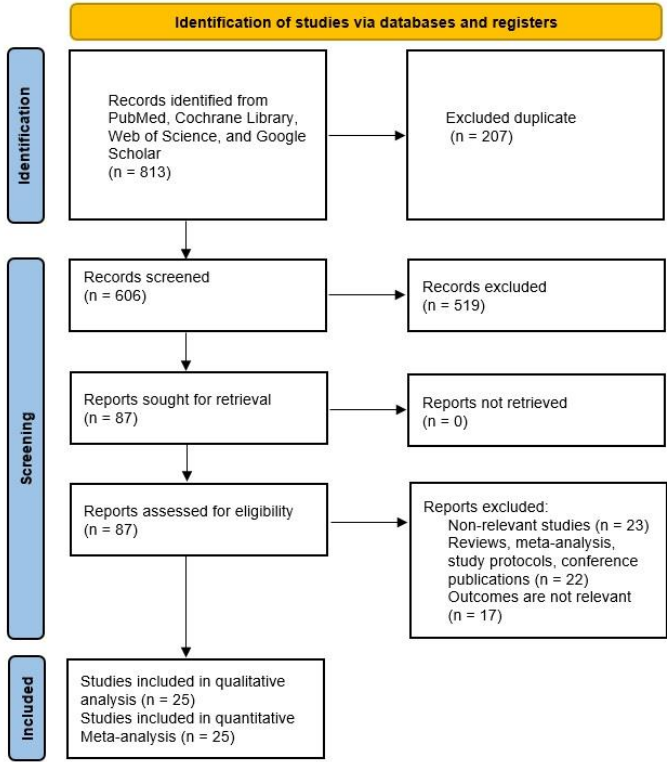 Identification of studies via databases and registers
Identification
Records identified from
PubMed, Cochrane Library,
Web of Science, and Google
Scholar
(n = 813)
Excluded duplicate
(n = 207)
Screening
Records screened
(n = 606)
Records excluded
(n = 519)
Reports sought for retrieval
(n = 87)
Reports not retrieved
(n = 0)
Reports assessed for eligibility
(n = 87)
Reports excluded:
Non-relevant studies (n = 23)
Reviews, meta-analysis,
study protocols, conference
publications (n = 22)
Outcomes are not relevant
(n = 17)
Included
Studies included in qualitative
analysis (n = 25)
Studies included in quantitative
Meta-analysis (n = 25)